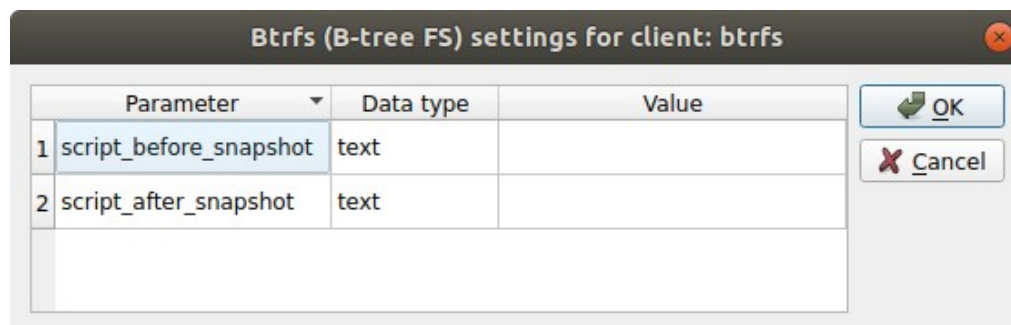 Btrfs (B-tree FS) settings for client: btrfs
Parameter Data type Value
OK
1 script_before_snapshot text
Cancel
2 script_after_snapshot text